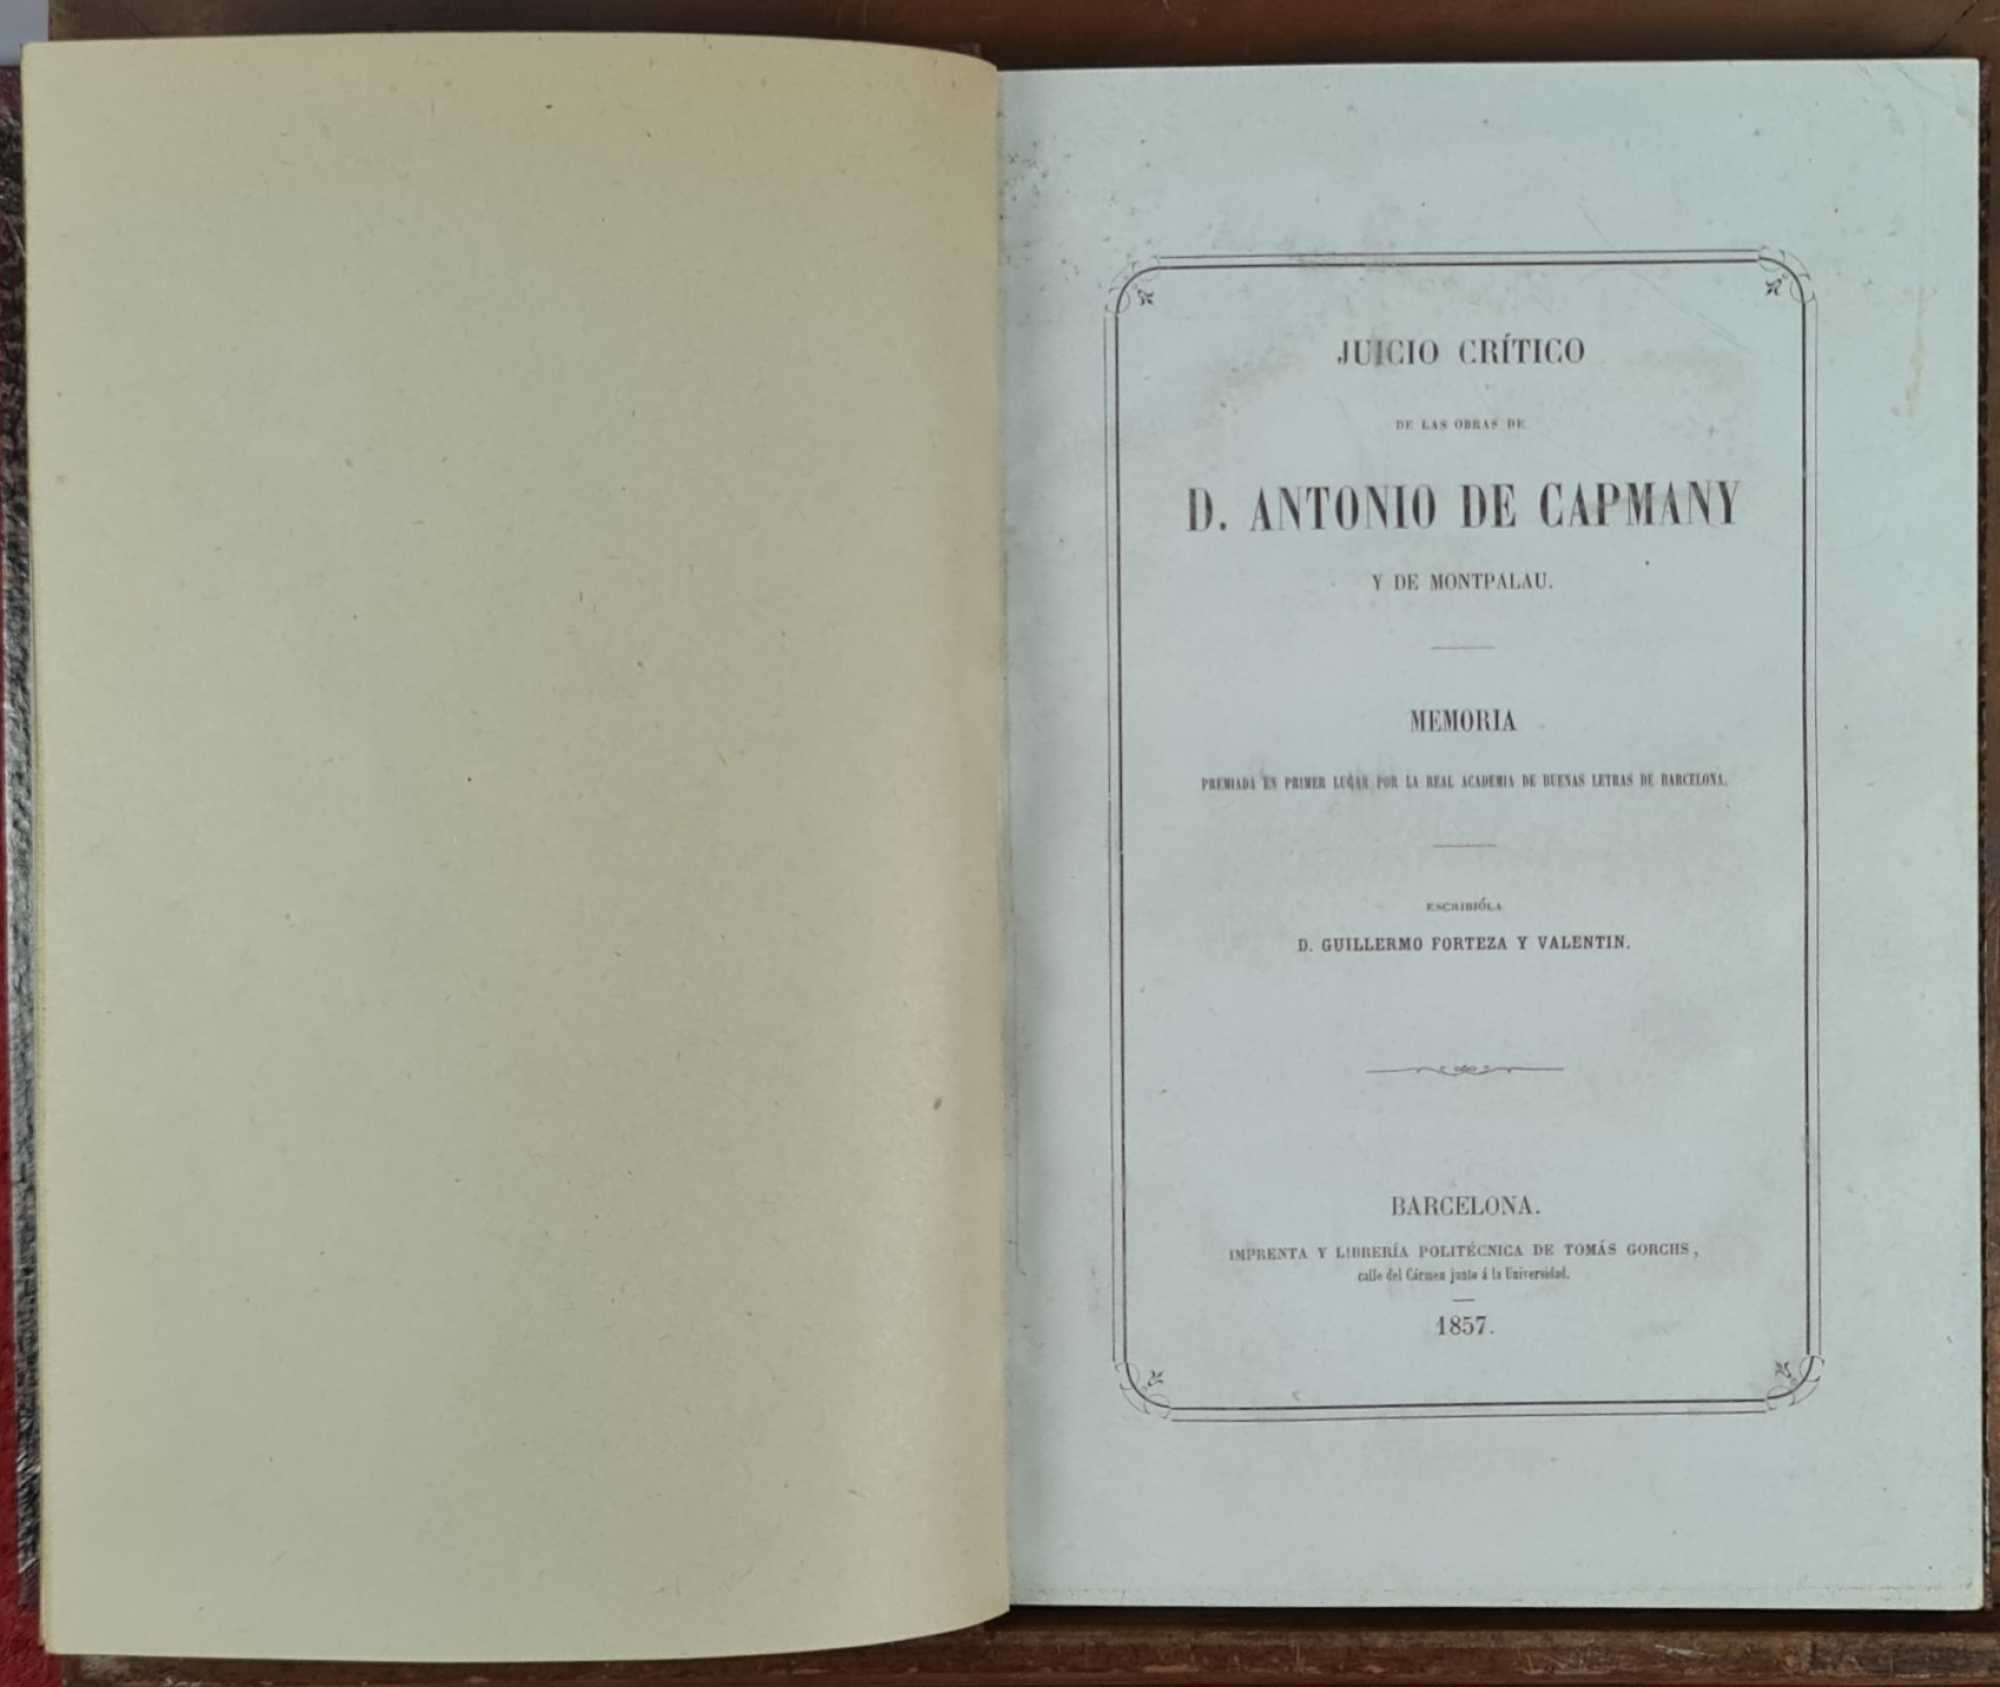 JUICIO CRÍTICO
DE LAS OBRAS DE
D. ANTONIO DE CAPMANY
Y DE MONTPALAU.
MEMORIA
PREMIADA EN PRIMER LUGAR POR LA REAL ACADEMIA DE BUENAS LETRAS DE BARCELONA.
ESCRIBIÓLA
D. GUILLERMO FORTEZA Y VALENTIN.
BARCELONA.
IMPRENTA Y LIBRERÍA POLITÉCNICA DE TOMÁS GORCHS,
calle del Cármen junto á la Universidad.
1857.